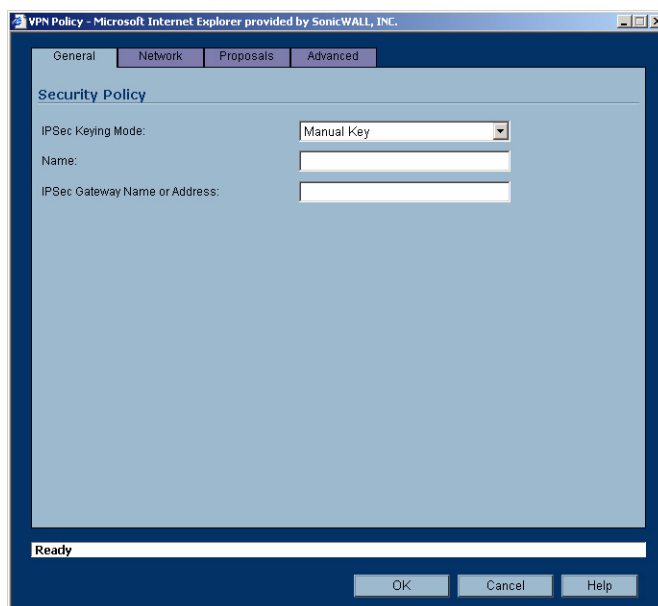 VPN Policy - Microsoft Internet Explorer provided by SonicWALL, INC.
General Network Proposals Advanced
Security Policy
IPSec Keying Mode: Manual Key
Name:
IPSec Gateway Name or Address:
Ready
OK Cancel Help